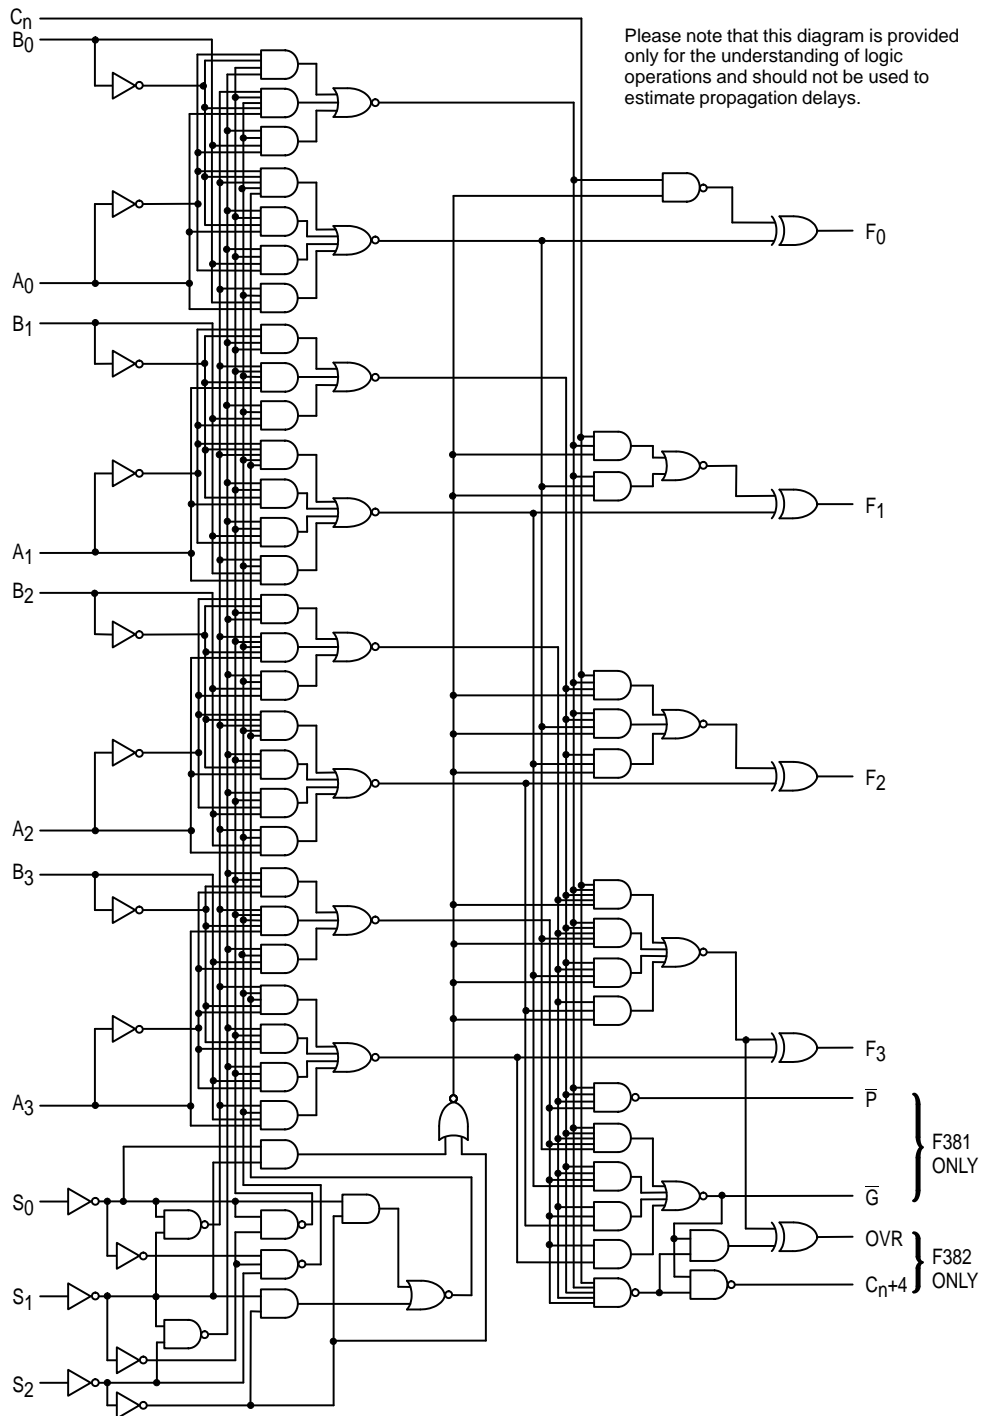 Cn
B0
Please note that this diagram is provided
only for the understanding of logic
operations and should not be used to
estimate propagation delays.
F0
A0
B1
F1
A1
B2
F2
A2
B3
F3
A3
P̅
F381
ONLY
S0
G̅
OVR
F382
ONLY
S1
Cn+4
S2